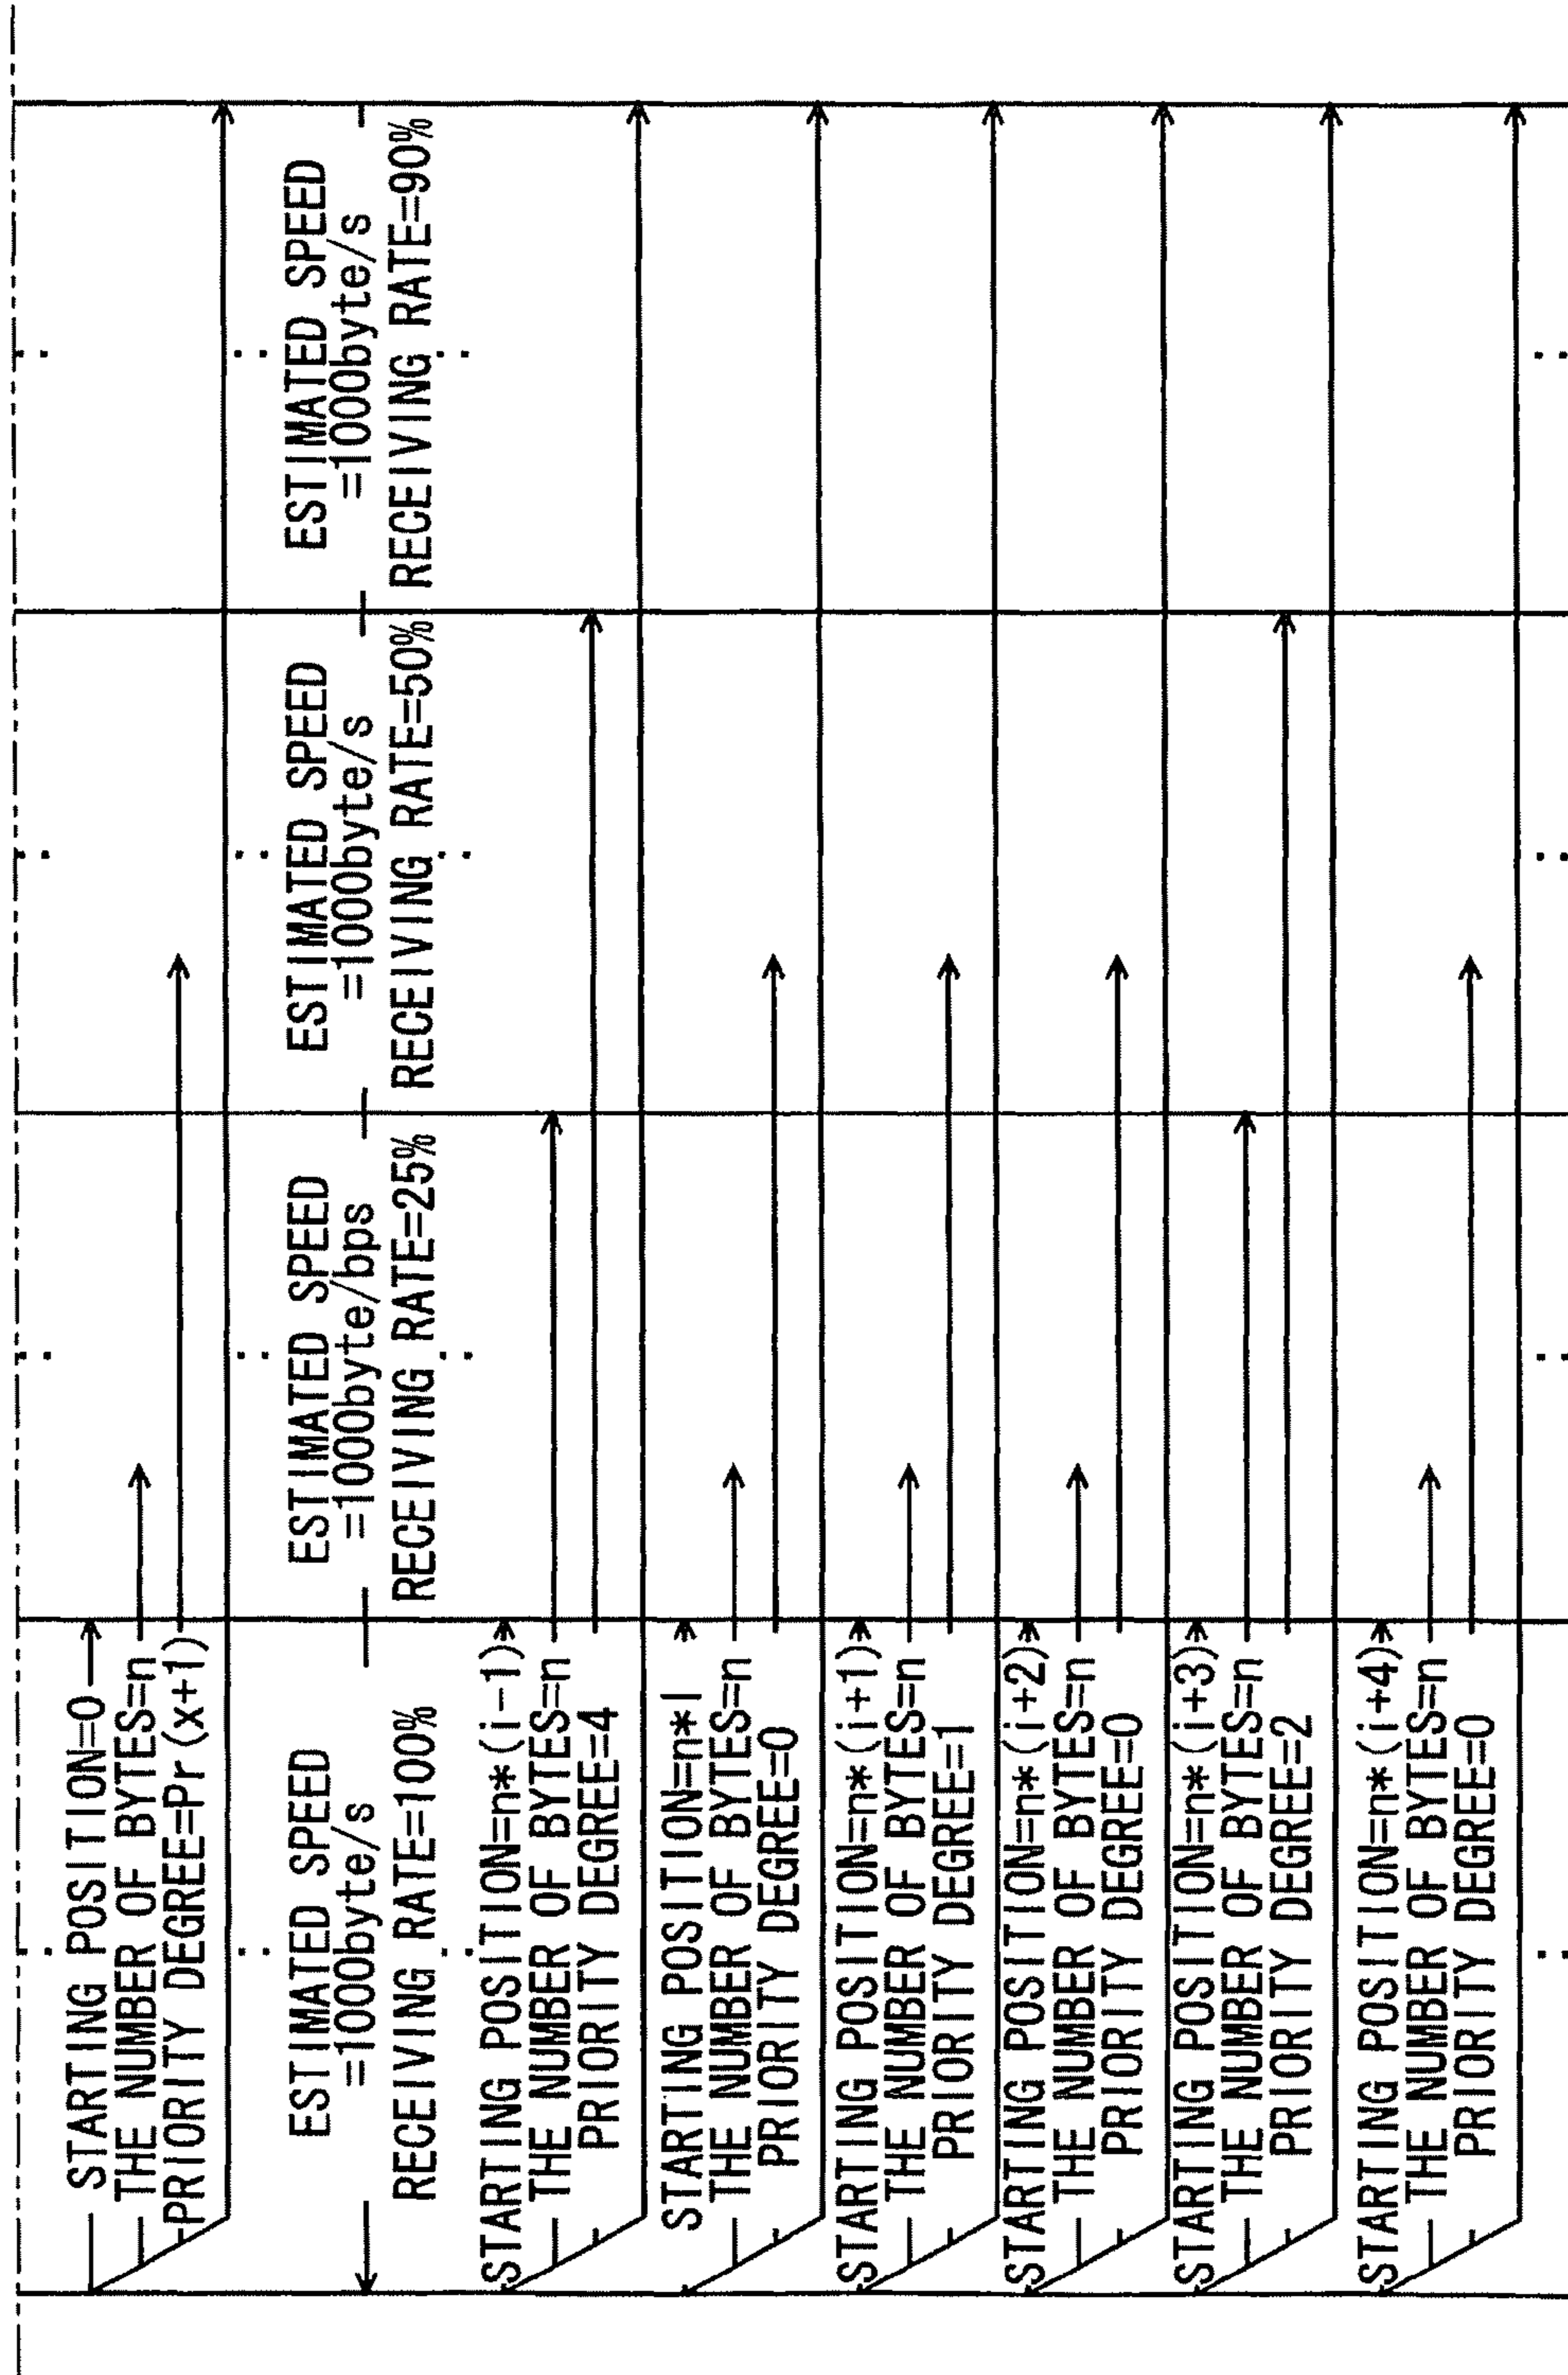 STARTING POSITION=0
THE NUMBER OF BYTES=n
PRIORITY DEGREE=Pr(x+1)
ESTIMATED SPEED
=1000byte/s
RECEIVING RATE=100%
ESTIMATED SPEED
=1000byte/bps
RECEIVING RATE=25%
ESTIMATED SPEED
=1000byte/s
RECEIVING RATE=50%
ESTIMATED SPEED
=1000byte/s
RECEIVING RATE=90%
STARTING POSITION=n*(i-1)
THE NUMBER OF BYTES=n
PRIORITY DEGREE=4
STARTING POSITION=n*I
THE NUMBER OF BYTES=n
PRIORITY DEGREE=0
STARTING POSITION=n*(i+1)
THE NUMBER OF BYTES=n
PRIORITY DEGREE=1
STARTING POSITION=n*(i+2)
THE NUMBER OF BYTES=n
PRIORITY DEGREE=0
STARTING POSITION=n*(i+3)
THE NUMBER OF BYTES=n
PRIORITY DEGREE=2
STARTING POSITION=n*(i+4)
THE NUMBER OF BYTES=n
PRIORITY DEGREE=0